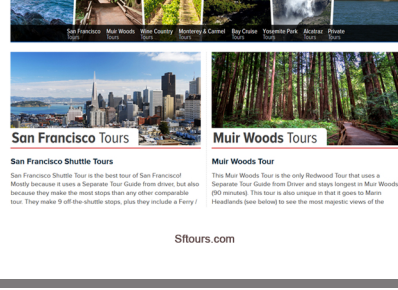 San Francisco Tours
Muir Woods Tours
Wine Country Tours
Monterey & Carmel Tours
Bay Cruise Tours
Yosemite Park Tours
Alcatraz Tours
Private Tours
San Francisco Tours
San Francisco Shuttle Tours
San Francisco Shuttle Tour is the best tour of San Francisco!
Mostly because it uses a Separate Tour Guide from driver, but also
because they make the most stops than any other comparable
tour. They make 9 off-the-shuttle stops, plus they include a Ferry /
Muir Woods Tours
Muir Woods Tour
This Muir Woods Tour is the only Redwood Tour that uses a
Separate Tour Guide from Driver and stays longest in Muir Woods
(90 minutes). This tour is also unique in that it goes to Marin
Headlands (see below) to see the most majestic views of the
Sftours.com